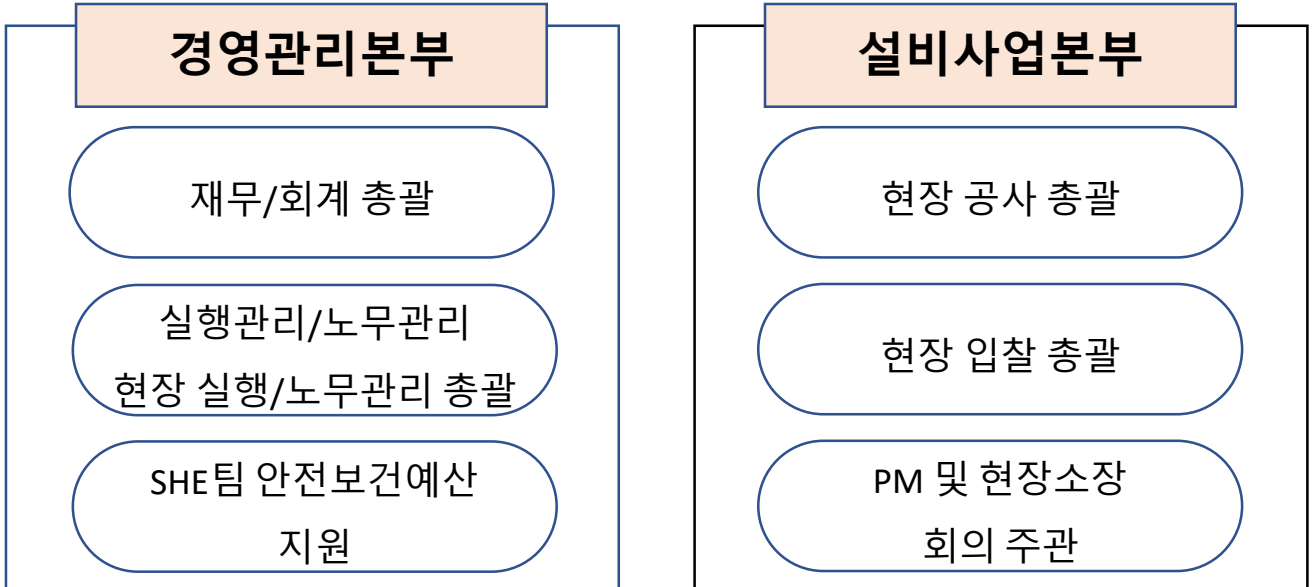 경영관리본부
재무/회계 총괄
실행관리/노무관리
현장 실행/노무관리 총괄
SHE팀 안전보건예산
지원
설비사업본부
현장 공사 총괄
현장 입찰 총괄
PM 및 현장소장
회의 주관